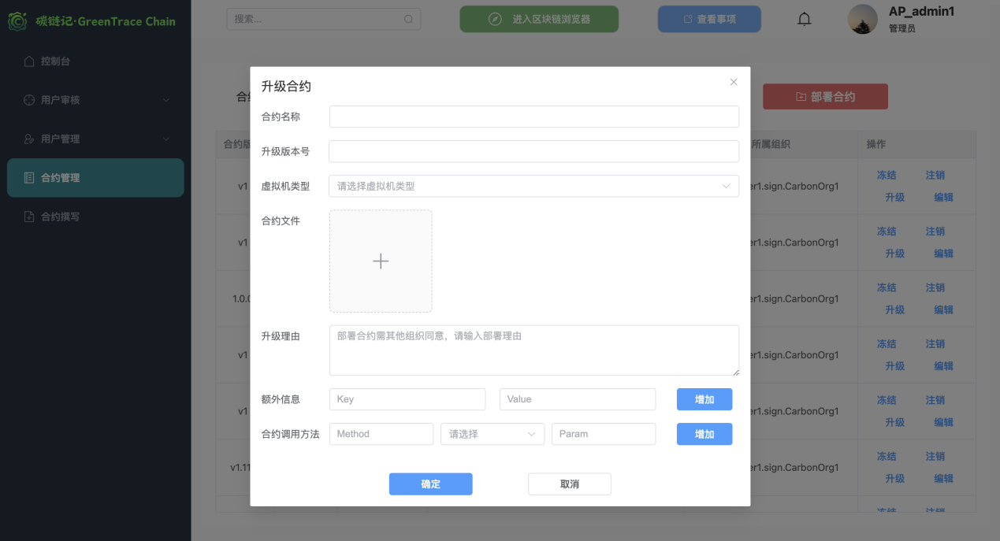 碳链记·GreenTrace Chain
搜索...
进入区块链浏览器
查看事项
AP_admin1
管理员
控制台
用户审核
用户管理
合约管理
合约撰写
部署合约
合约版
所属组织
操作
升级合约
合约名称
升级版本号
虚拟机类型
请选择虚拟机类型
合约文件
升级理由
部署合约需其他组织同意，请输入部署理由
额外信息
Key
Value
增加
合约调用方法
Method
请选择
Param
增加
确定
取消
v1
er1.sign.CarbonOrg1
冻结
注销
升级
编辑
v1
er1.sign.CarbonOrg1
冻结
注销
升级
编辑
1.0.0
er1.sign.CarbonOrg1
冻结
注销
升级
编辑
v1
er1.sign.CarbonOrg1
冻结
注销
升级
编辑
v1
er1.sign.CarbonOrg1
冻结
注销
升级
编辑
v1.11
er1.sign.CarbonOrg1
冻结
注销
升级
编辑
冻结
注销